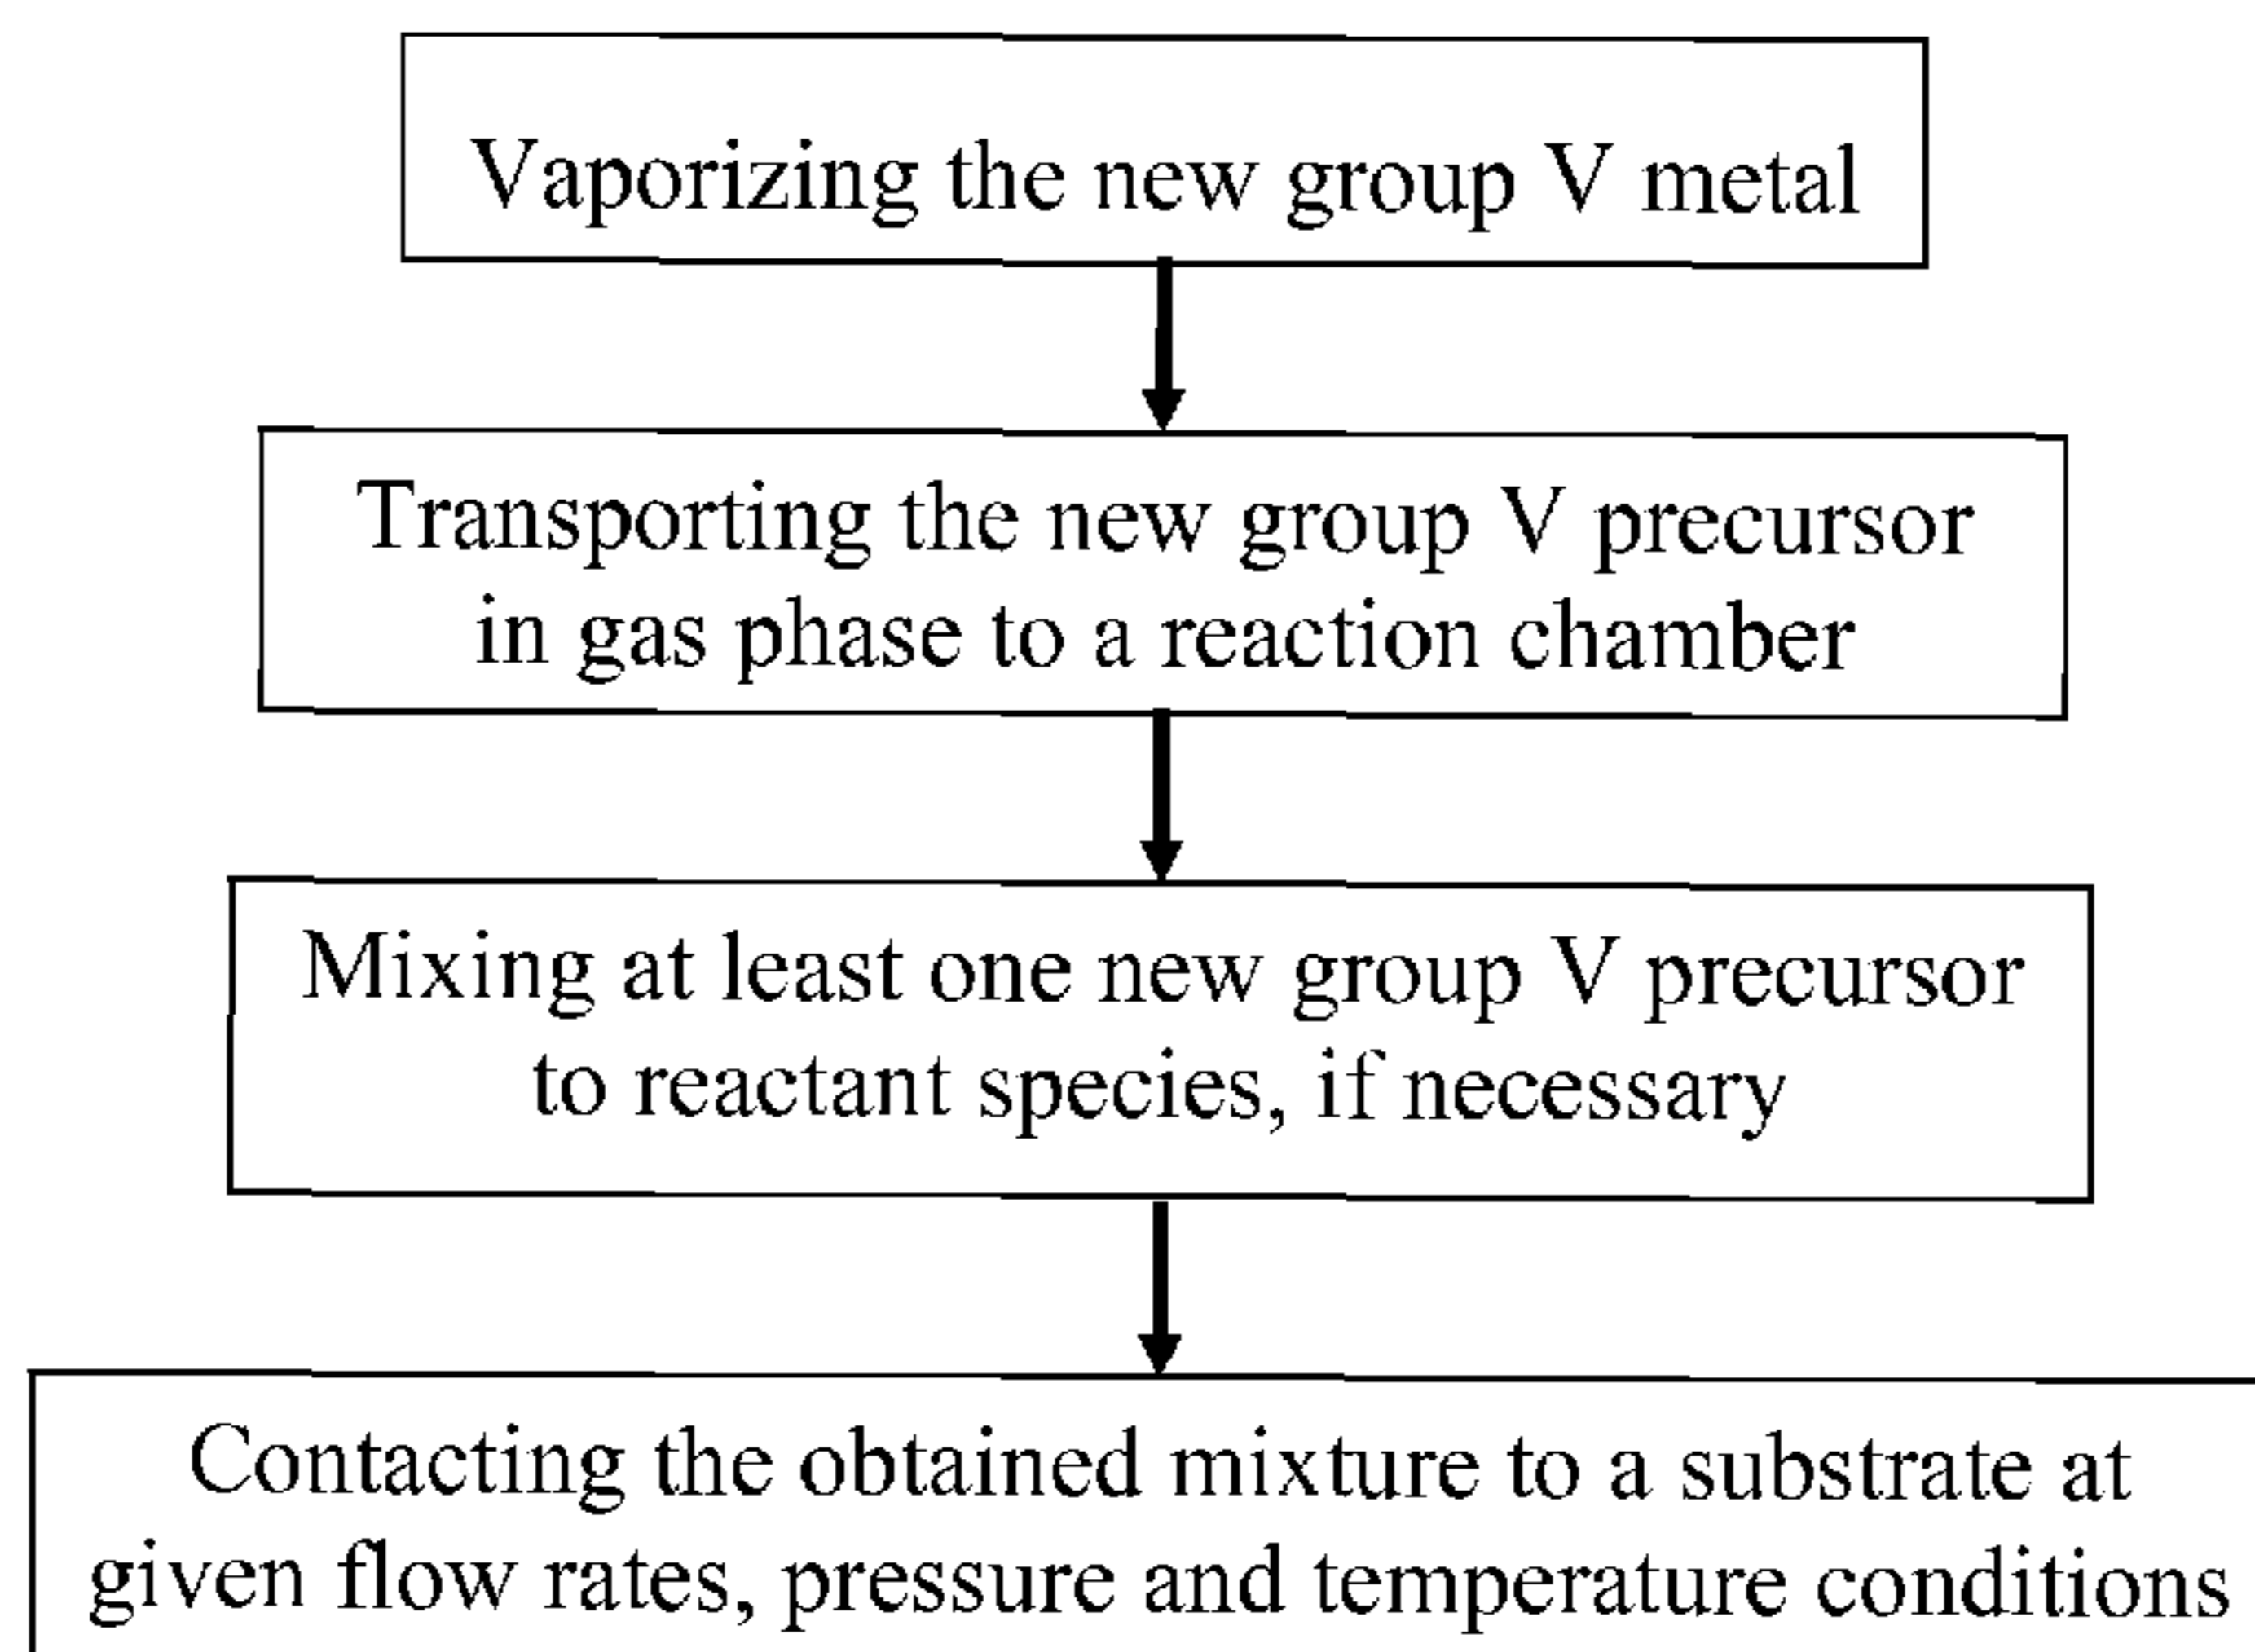 Vaporizing the new group V metal
Transporting the new group V precursor
in gas phase to a reaction chamber
Mixing at least one new group V precursor
to reactant species, if necessary
Contacting the obtained mixture to a substrate at
given flow rates, pressure and temperature conditions